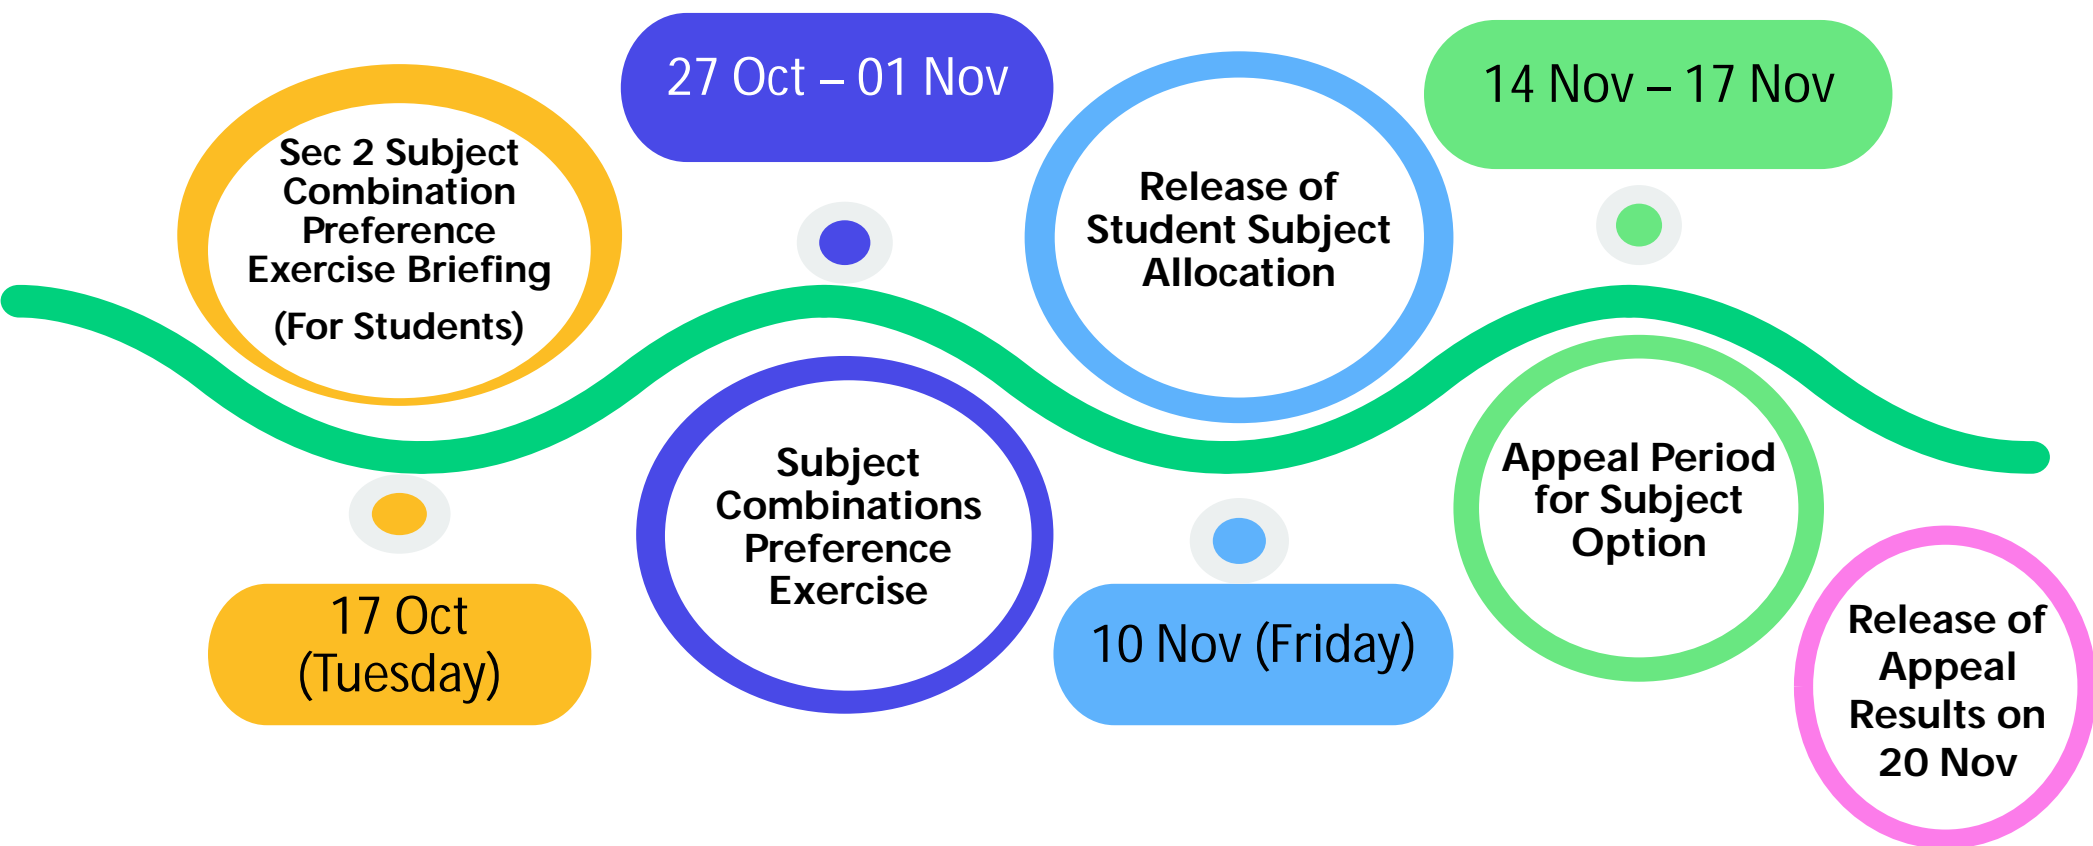 Sec 2 Subject
Combination
Preference
Exercise Briefing
(For Students)
17 Oct
(Tuesday)
27 Oct – 01 Nov
Subject
Combinations
Preference
Exercise
Release of
Student Subject
Allocation
10 Nov (Friday)
14 Nov – 17 Nov
Appeal Period
for Subject
Option
Release of
Appeal
Results on
20 Nov